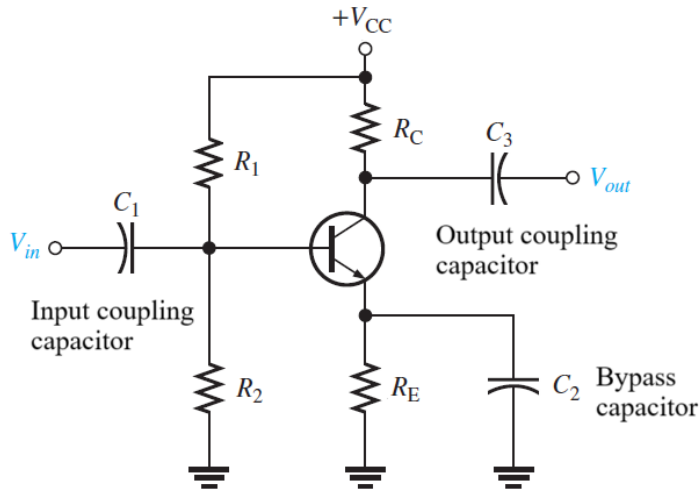 +VCC
RC
C3
R1
Vout
C1
Vin
Output coupling
capacitor
Input coupling
capacitor
R2
RE
C2
Bypass
capacitor